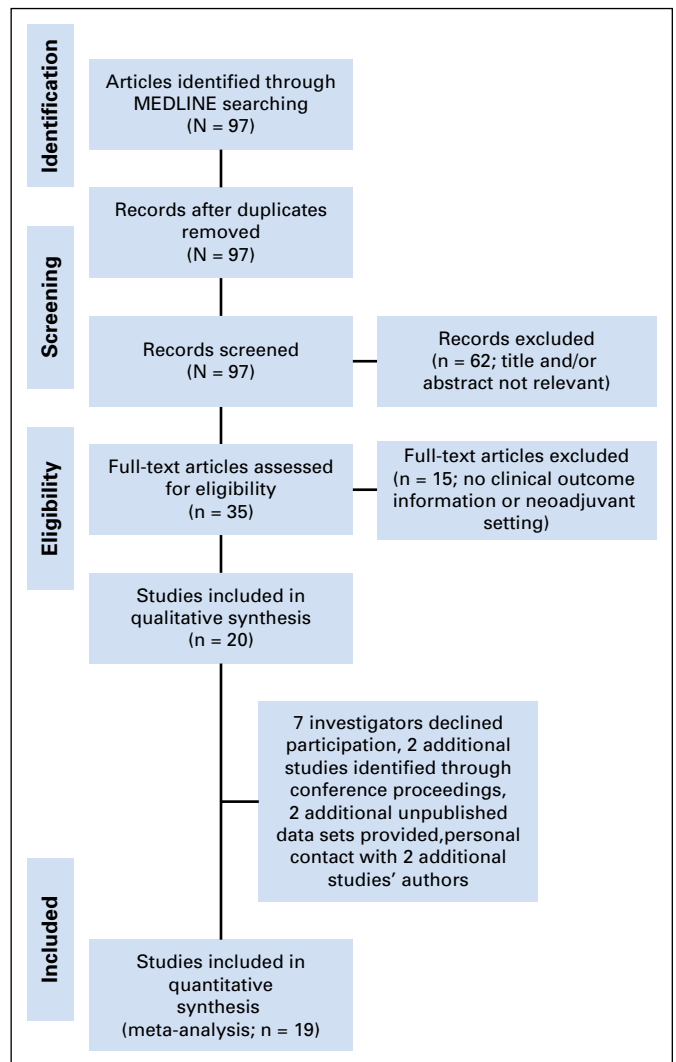 Identification
Articles identified through
MEDLINE searching
(N = 97)
Records after duplicates
removed
(N = 97)
Screening
Records screened
(N = 97)
Records excluded
(n = 62; title and/or
abstract not relevant)
Eligibility
Full-text articles assessed
for eligibility
(n = 35)
Full-text articles excluded
(n = 15; no clinical outcome
information or neoadjuvant
setting)
Studies included in
qualitative synthesis
(n = 20)
7 investigators declined
participation, 2 additional
studies identified through
conference proceedings,
2 additional unpublished
data sets provided,personal
contact with 2 additional
studies’ authors
Included
Studies included in
quantitative
synthesis
(meta-analysis; n = 19)